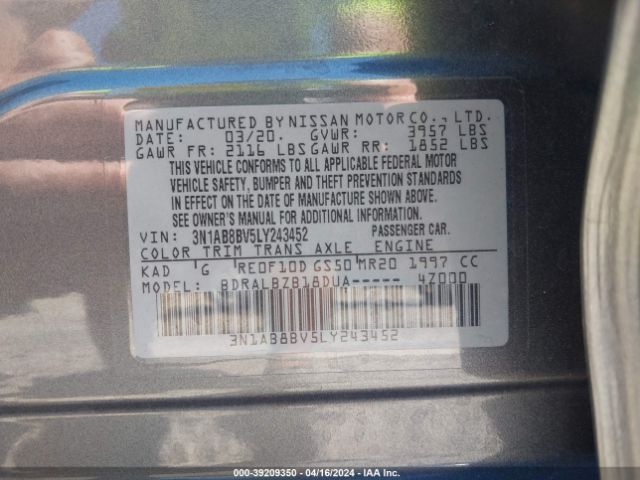 MANUFACTURED BY NISSAN MOTOR CO., LTD.
DATE: 03/20. GVWR: 3957 LBS
GAWR FR: 2116 LBS GAWR RR: 1852 LBS
THIS VEHICLE CONFORMS TO ALL APPLICABLE FEDERAL MOTOR
VEHICLE SAFETY, BUMPER AND THEFT PREVENTION STANDARDS
IN EFFECT ON THE DATE OF MANUFACTURE SHOWN ABOVE.
SEE OWNER'S MANUAL FOR ADDITIONAL INFORMATION.
VIN: 3N1AB8BV5LY243452 PASSENGER CAR.
COLOR TRIM TRANS AXLE ENGINE
KAD G RE0F10D GS50 MR20 1997 CC
MODEL: BDRALBZB18DUA----- 4Z000
3N1AB8BV5LY243452
000-39209350 - 04/16/2024 - IAA Inc.